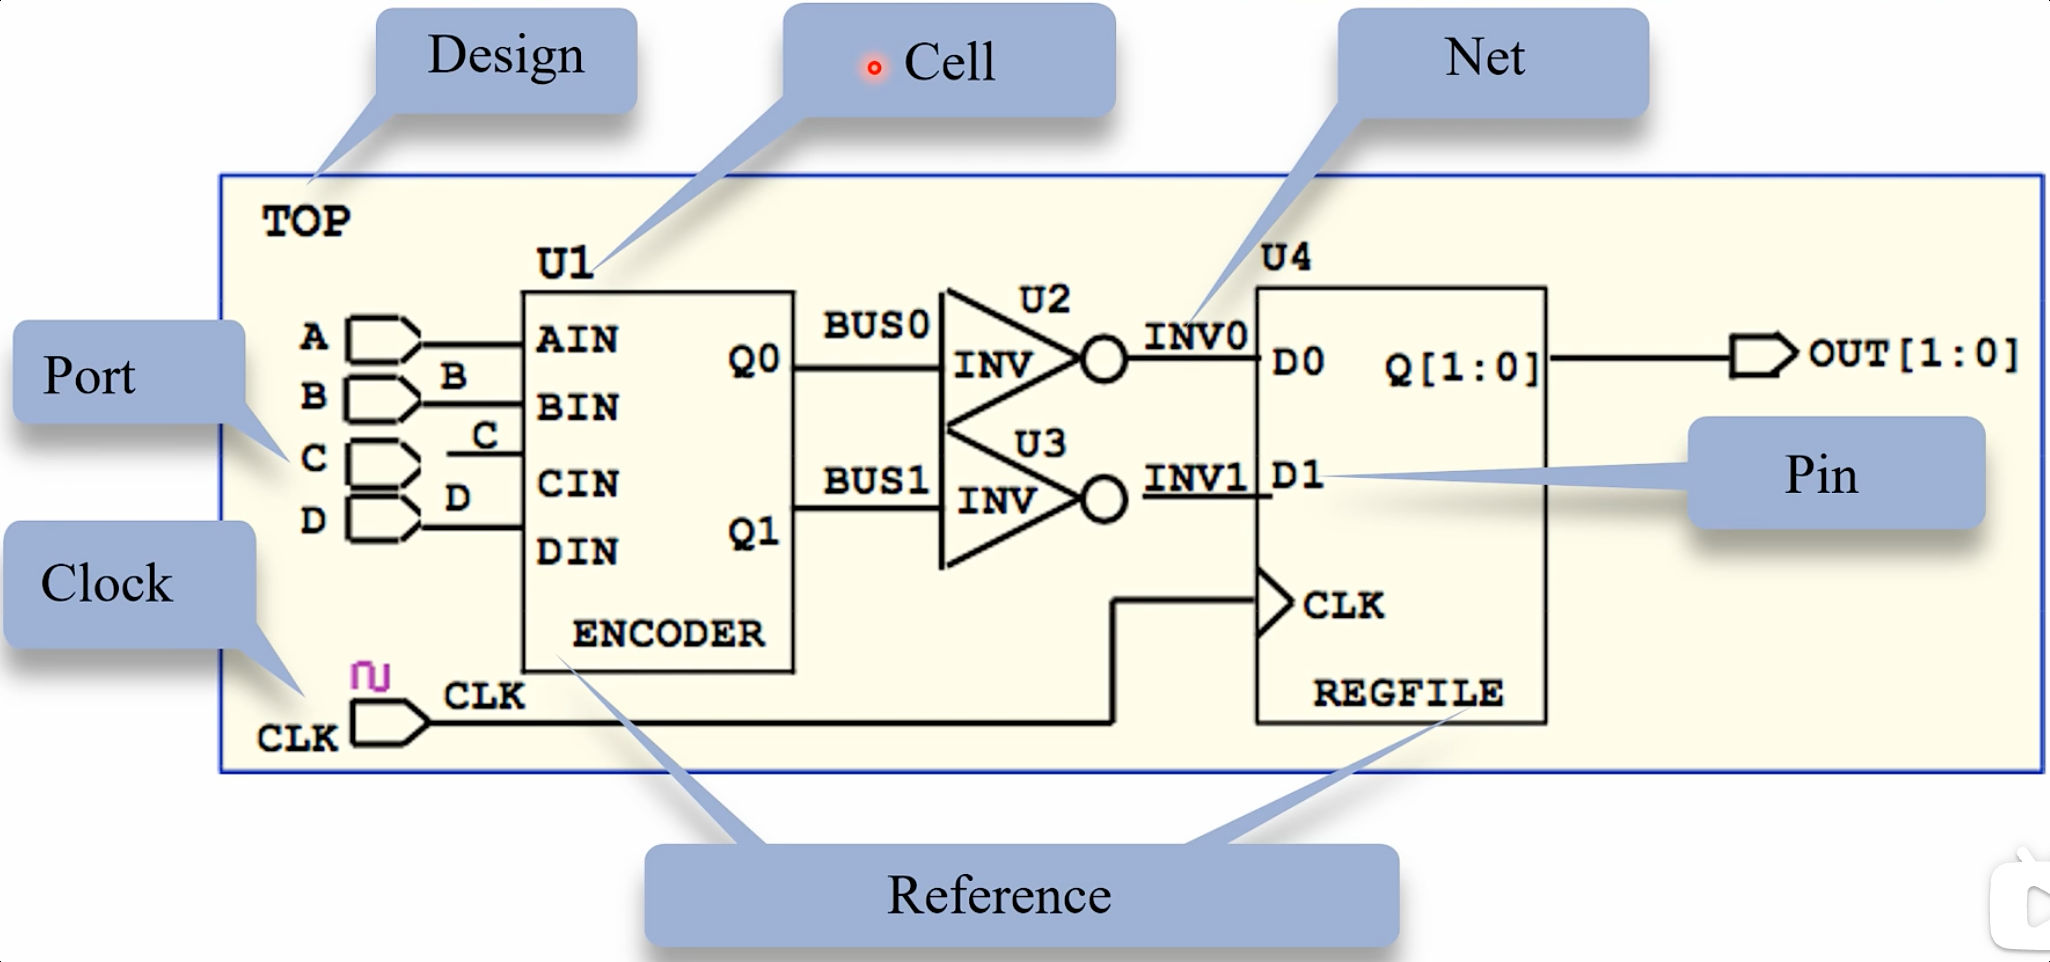 Design
Cell
Net
TOP
U1
U2
U4
A
AIN
BUS0
INV0
Port
B
Q0
INV
D0
Q[1:0]
OUT[1:0]
B
BIN
C
U3
C
CIN
BUS1
INV1
D1
Pin
D
D
INV
DIN
Q1
Clock
CLK
ENCODER
CLK
REGFILE
CLK
Reference